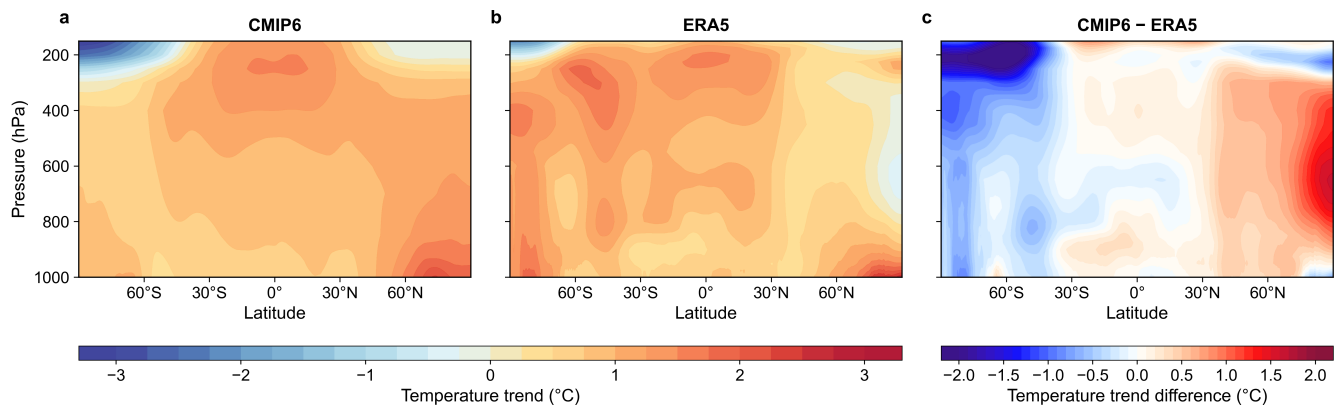 a CMIP6
b ERA5
c CMIP6 − ERA5
Pressure (hPa)
200
400
600
800
1000
60°S 30°S 0° 30°N 60°N
Latitude
60°S 30°S 0° 30°N 60°N
Latitude
60°S 30°S 0° 30°N 60°N
Latitude
−3 −2 −1 0 1 2 3
Temperature trend (°C)
−2.0 −1.5 −1.0 −0.5 0.0 0.5 1.0 1.5 2.0
Temperature trend difference (°C)